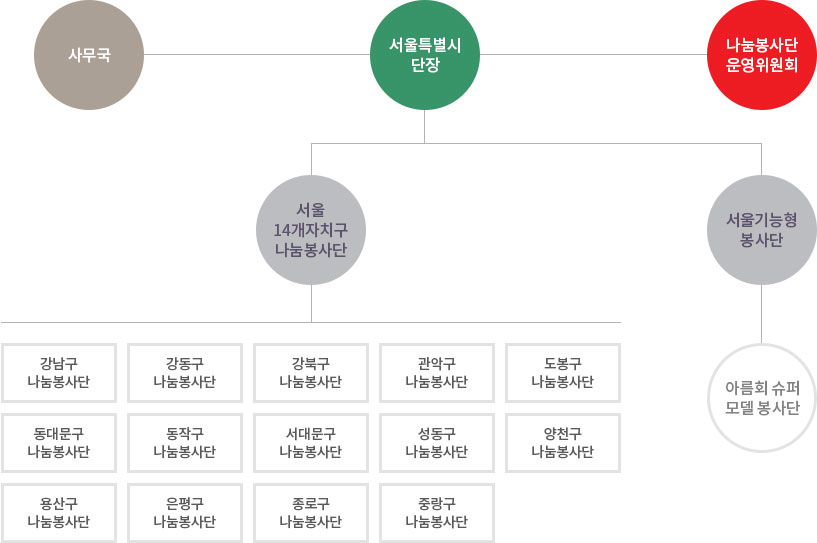 사무국
서울특별시
단장
나눔봉사단
운영위원회
서울
14개자치구
나눔봉사단
서울기능형
봉사단
강남구
나눔봉사단
강동구
나눔봉사단
강북구
나눔봉사단
관악구
나눔봉사단
도봉구
나눔봉사단
동대문구
나눔봉사단
동작구
나눔봉사단
서대문구
나눔봉사단
성동구
나눔봉사단
양천구
나눔봉사단
용산구
나눔봉사단
은평구
나눔봉사단
종로구
나눔봉사단
중랑구
나눔봉사단
아름회 슈퍼
모델 봉사단